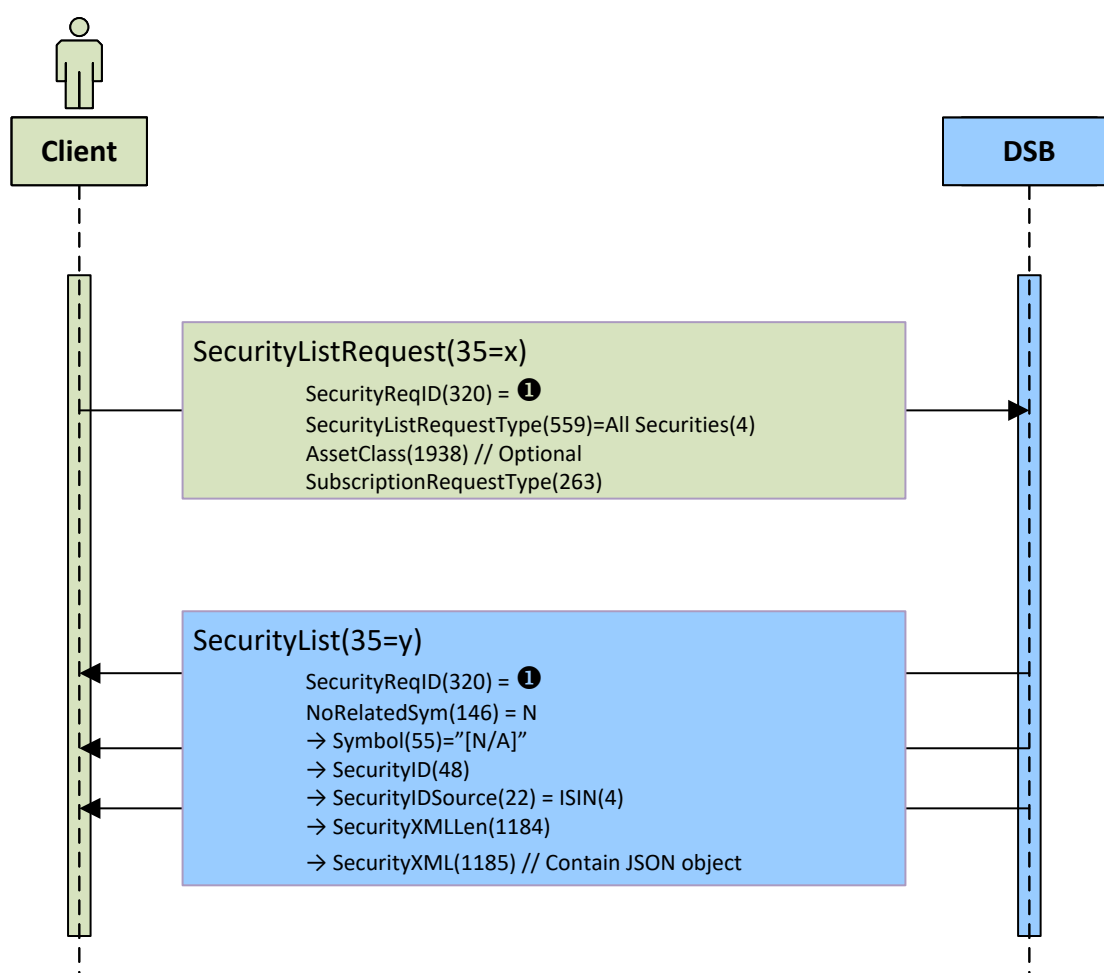 Client
DSB
SecurityListRequest(35=x)
SecurityReqID(320) = ❶
SecurityListRequestType(559)=All Securities(4)
AssetClass(1938) // Optional
SubscriptionRequestType(263)
SecurityList(35=y)
SecurityReqID(320) = ❶
NoRelatedSym(146) = N
→ Symbol(55)=”[N/A]”
→ SecurityID(48)
→ SecurityIDSource(22) = ISIN(4)
→ SecurityXMLLen(1184)
→ SecurityXML(1185) // Contain JSON object